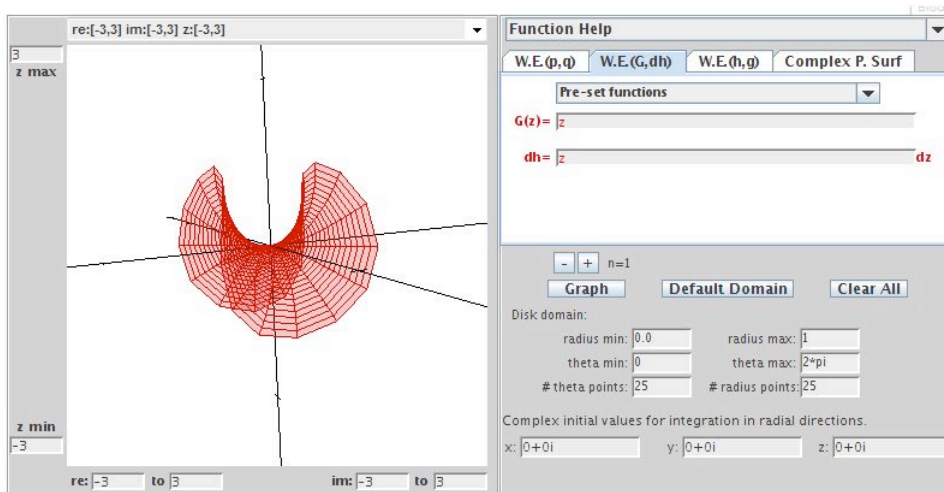 re:[-3,3] im:[-3,3] z:[-3,3]
3
z max
z min
-3
re: -3 to 3 im: -3 to 3
Function Help
W.E.(p,q) W.E.(G,dh) W.E.(h,g) Complex P. Surf
Pre-set functions
G(z)= z
dh= z dz
- + n=1
Graph Default Domain Clear All
Disk domain:
radius min: 0.0 radius max: 1
theta min: 0 theta max: 2*pi
# theta points: 25 # radius points: 25
Complex initial values for integration in radial directions.
x: 0+0i y: 0+0i z: 0+0i